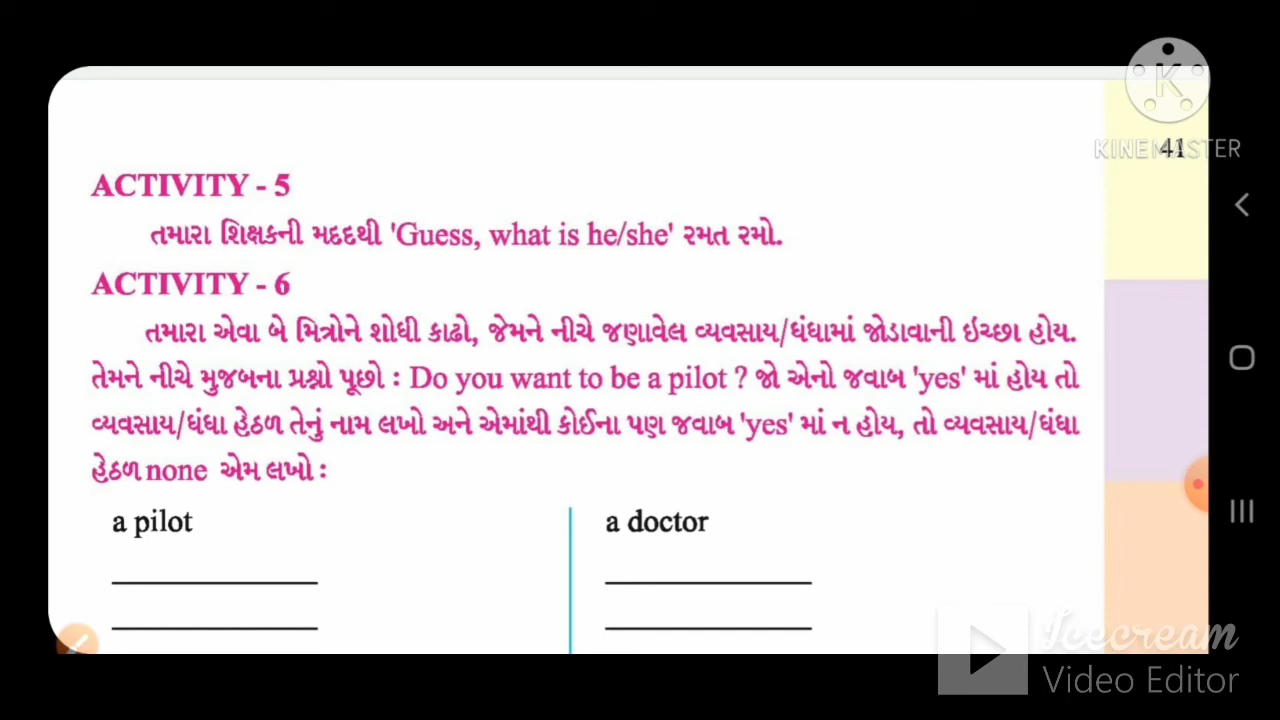 K
KINEMASTER
41
ACTIVITY - 5
તમારા શિક્ષકની મદદથી 'Guess, what is he/she' રમત રમો.
ACTIVITY - 6
તમારા એવા બે મિત્રોને શોધી કાઢો, જેમને નીચે જણાવેલ વ્યવસાય/ધંધામાં જોડાવાની ઇચ્છા હોય.
તેમને નીચે મુજબના પ્રશ્નો પૂછો : Do you want to be a pilot ? જો એનો જવાબ 'yes' માં હોય તો
વ્યવસાય/ધંધા હેઠળ તેનું નામ લખો અને એમાંથી કોઈના પણ જવાબ 'yes' માં ન હોય, તો વ્યવસાય/ધંધા
હેઠળ none એમ લખો :
a pilot
a doctor
Icecream
Video Editor